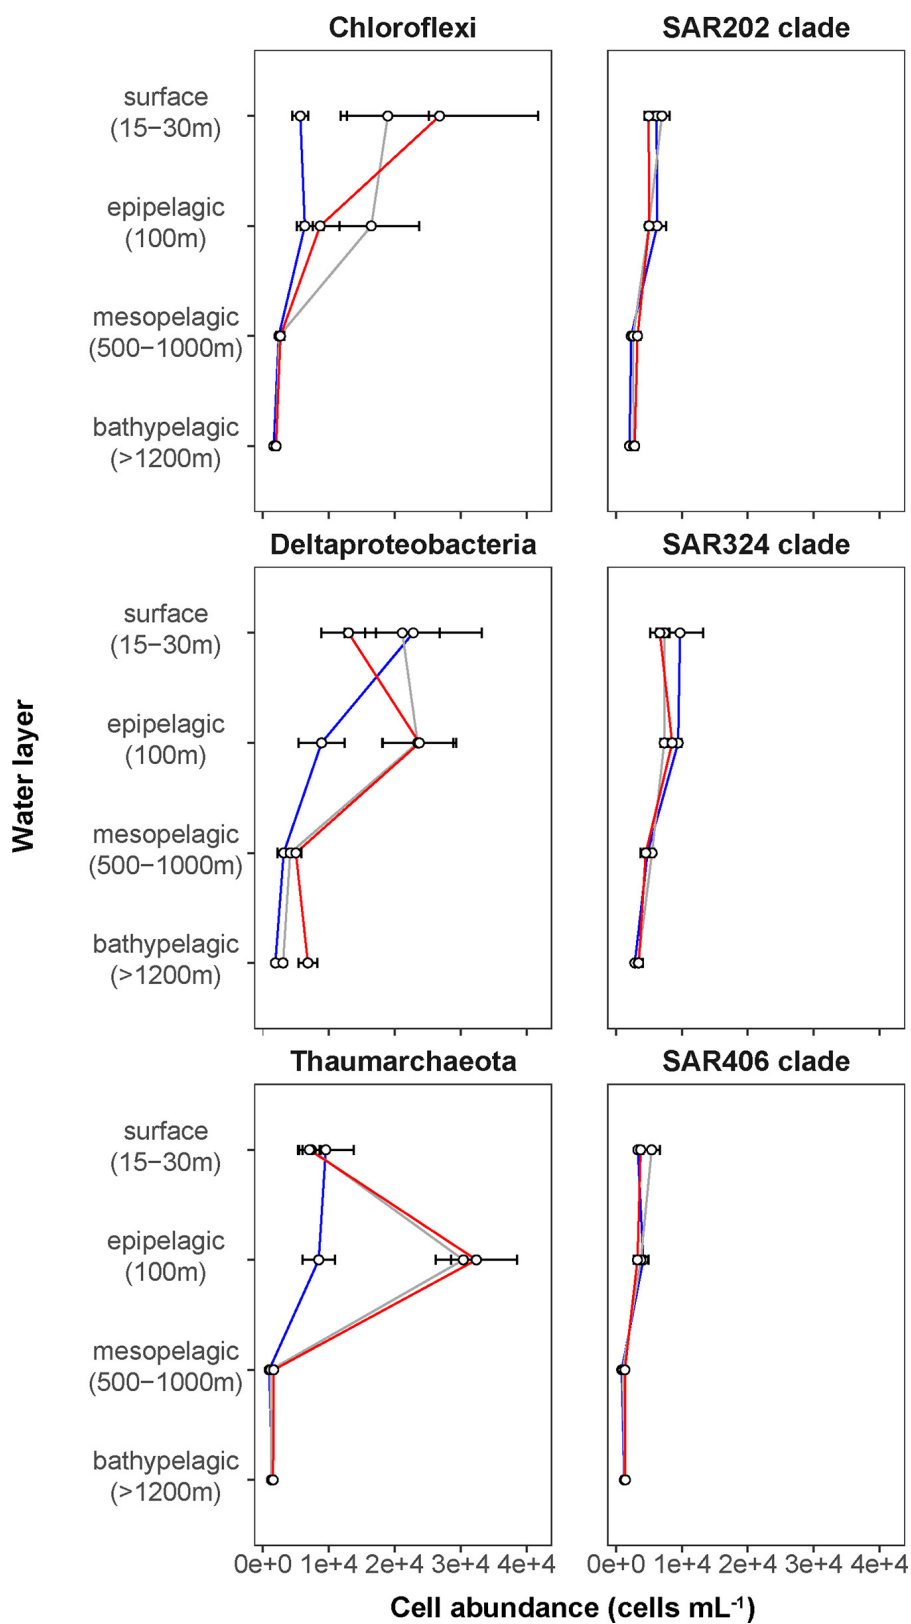 Chloroflexi
SAR202 clade
surface
(15−30m)
epipelagic
(100m)
mesopelagic
(500−1000m)
bathypelagic
(>1200m)
Deltaproteobacteria
SAR324 clade
surface
(15−30m)
epipelagic
(100m)
mesopelagic
(500−1000m)
bathypelagic
(>1200m)
Water layer
Thaumarchaeota
SAR406 clade
surface
(15−30m)
epipelagic
(100m)
mesopelagic
(500−1000m)
bathypelagic
(>1200m)
0e+0 1e+4 2e+4 3e+4 4e+4
0e+0 1e+4 2e+4 3e+4 4e+4
Cell abundance (cells mL⁻¹)